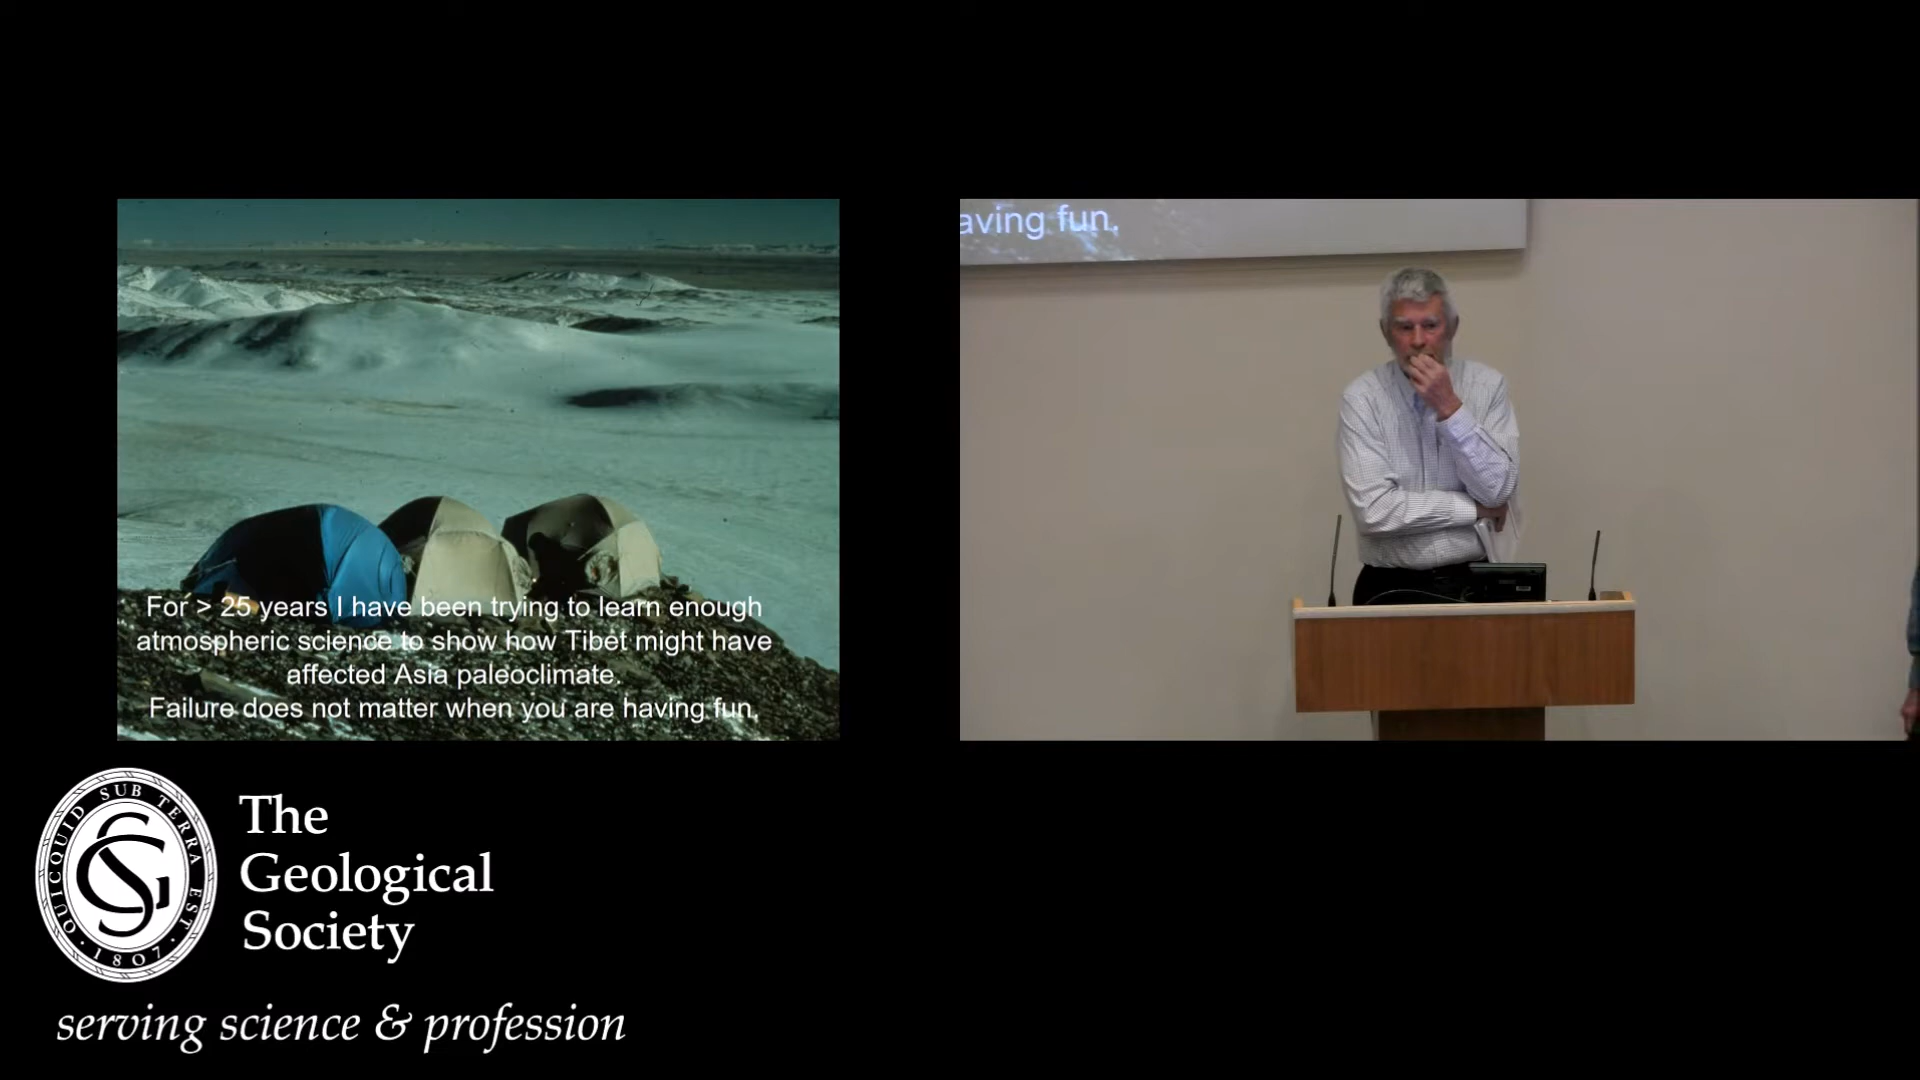 For > 25 years I have been trying to learn enough
atmospheric science to show how Tibet might have
affected Asia paleoclimate.
Failure does not matter when you are having fun.
aving fun.
QUICQUID SUB TERRA EST
1807
The
Geological
Society
serving science & profession